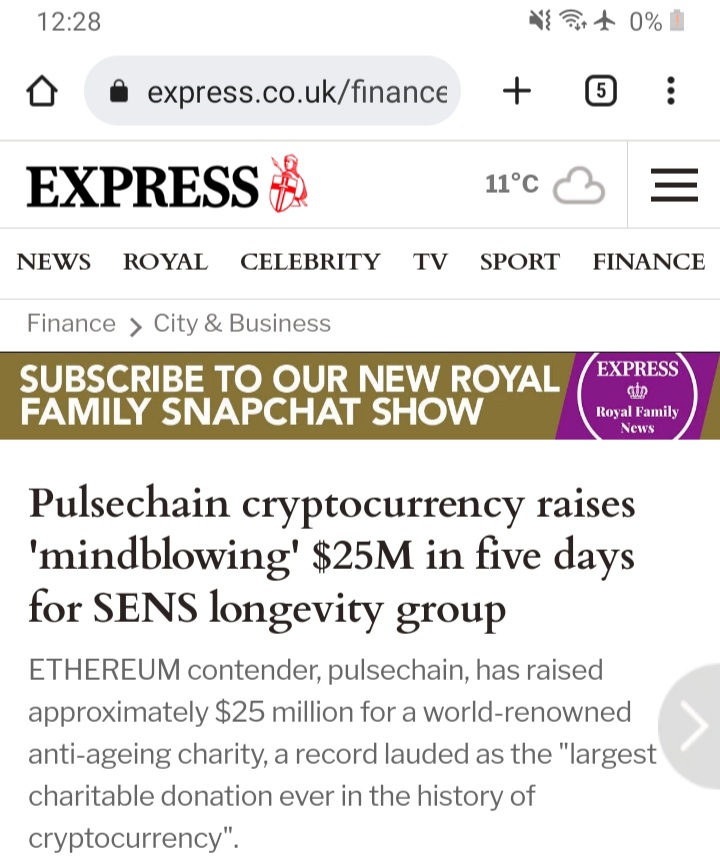 12:28 0%
express.co.uk/finance 5
EXPRESS 11°C
NEWS ROYAL CELEBRITY TV SPORT FINANCE
Finance > City & Business
SUBSCRIBE TO OUR NEW ROYAL
FAMILY SNAPCHAT SHOW
EXPRESS
Royal Family
News
Pulsechain cryptocurrency raises
'mindblowing' $25M in five days
for SENS longevity group
ETHEREUM contender, pulsechain, has raised
approximately $25 million for a world-renowned
anti-ageing charity, a record lauded as the "largest
charitable donation ever in the history of
cryptocurrency".